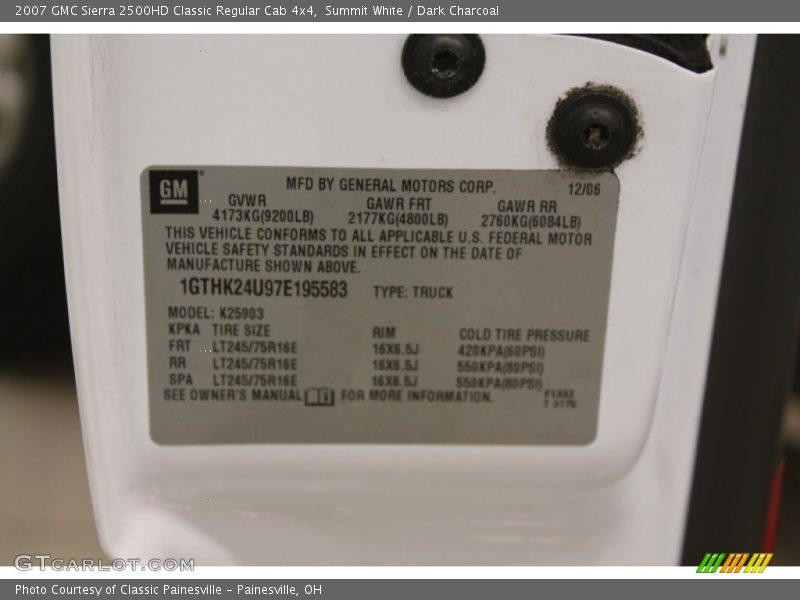 2007 GMC Sierra 2500HD Classic Regular Cab 4x4, Summit White / Dark Charcoal
GM
MFD BY GENERAL MOTORS CORP. 12/06
GVWR GAWR FRT GAWR RR
4173KG(9200LB) 2177KG(4800LB) 2760KG(6084LB)
THIS VEHICLE CONFORMS TO ALL APPLICABLE U.S. FEDERAL MOTOR
VEHICLE SAFETY STANDARDS IN EFFECT ON THE DATE OF
MANUFACTURE SHOWN ABOVE.
1GTHK24U97E195583 TYPE: TRUCK
MODEL: K25903
KPKA TIRE SIZE RIM COLD TIRE PRESSURE
FRT LT245/75R16E 16X6.5J 420KPA(60PSI)
RR LT245/75R16E 16X6.5J 550KPA(80PSI)
SPA LT245/75R16E 16X6.5J 550KPA(80PSI)
SEE OWNER'S MANUAL FOR MORE INFORMATION.
T 3175
GTCARLOT.COM
Photo Courtesy of Classic Painesville - Painesville, OH